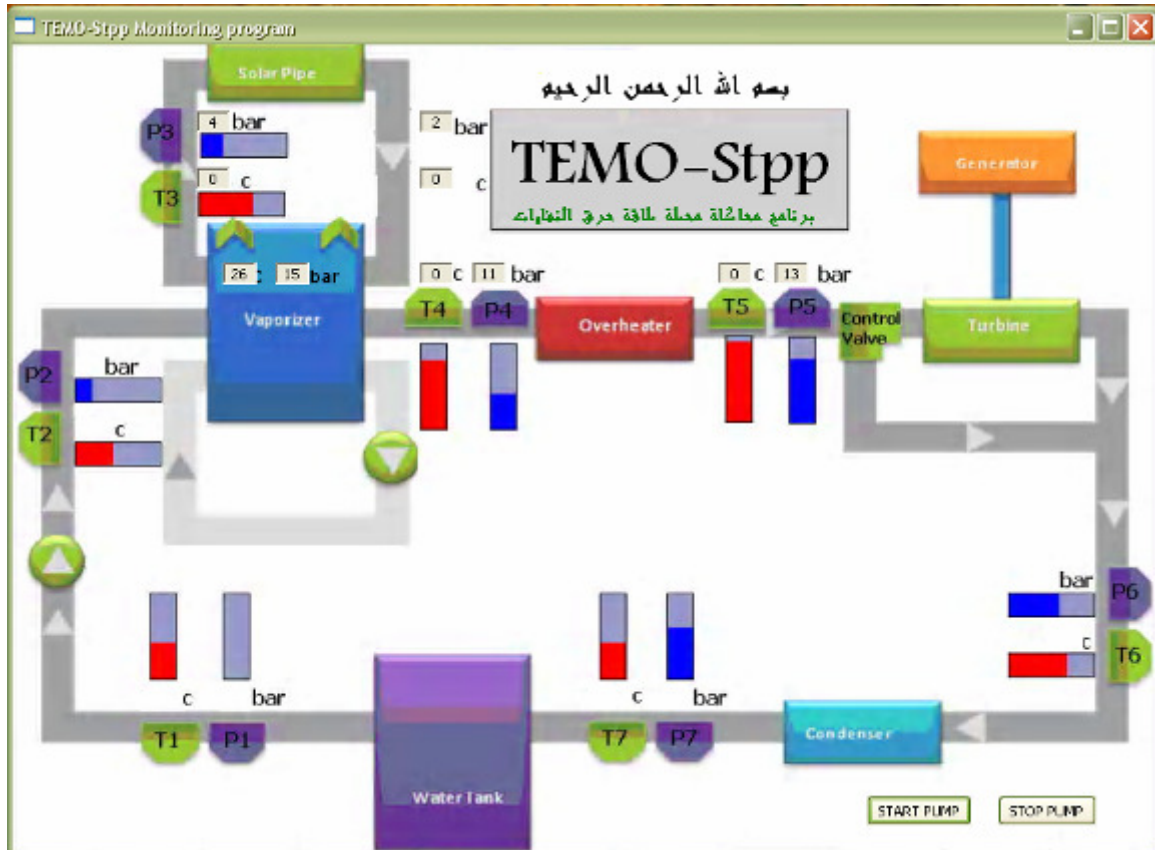 TEMO-Stpp Monitoring program
Solar Pipe
بسم الله الرحمن الرحيم
P3 4 bar
2 bar
T3 0 c
0 c
TEMO-Stpp
برنامج محاكاة محطة طاقة حرق النفايات
Generator
26 c 15 bar
Vaporizer
0 c 11 bar
T4 P4
Overheater
0 c 13 bar
T5 P5
Control
Valve
Turbine
P2 bar
T2 c
bar P6
c T6
c bar
T1 P1
Water Tank
c bar
T7 P7
Condenser
START PUMP
STOP PUMP